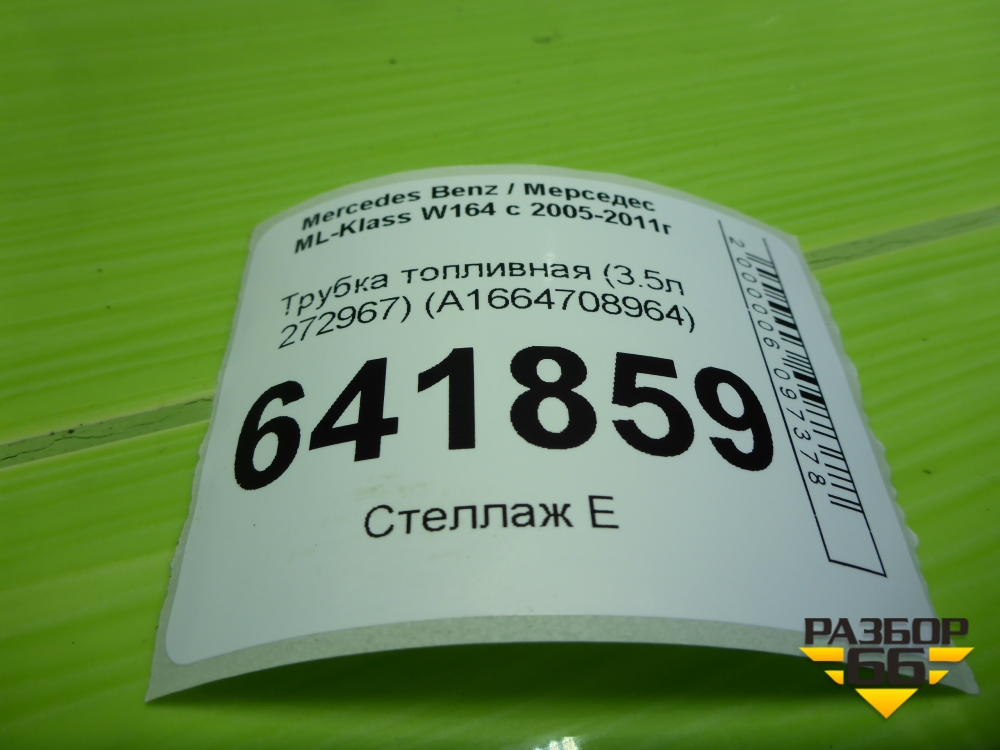 Mercedes Benz / Мерседес
ML-Klass W164 с 2005-2011г
Трубка топливная (3.5л
272967) (A1664708964)
641859
Стеллаж Е
2000006097378
РАЗБОР
66